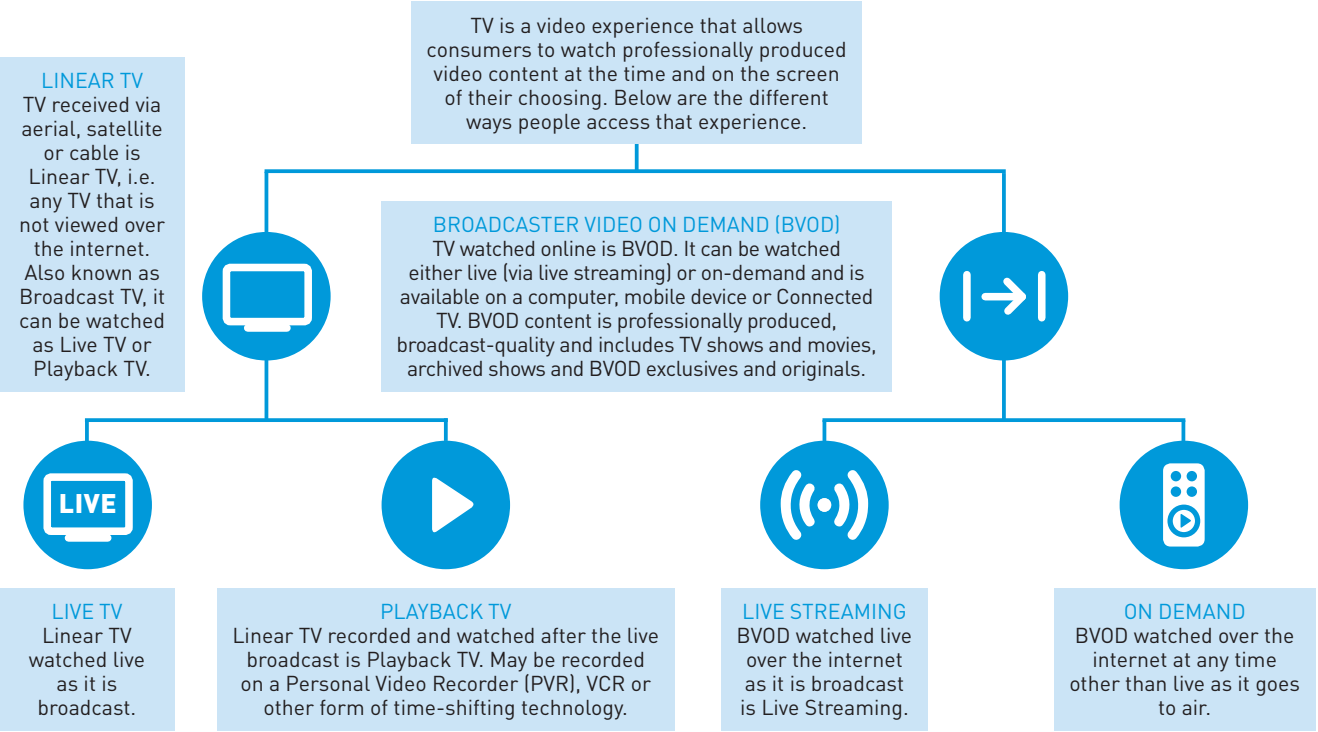 TV is a video experience that allows
consumers to watch professionally produced
video content at the time and on the screen
of their choosing. Below are the different
ways people access that experience.
LINEAR TV
TV received via
aerial, satellite
or cable is
Linear TV, i.e.
any TV that is
not viewed over
the internet.
Also known as
Broadcast TV, it
can be watched
as Live TV or
Playback TV.
BROADCASTER VIDEO ON DEMAND (BVOD)
TV watched online is BVOD. It can be watched
either live (via live streaming) or on-demand and is
available on a computer, mobile device or Connected
TV. BVOD content is professionally produced,
broadcast-quality and includes TV shows and movies,
archived shows and BVOD exclusives and originals.
LIVE
LIVE TV
Linear TV
watched live
as it is
broadcast.
PLAYBACK TV
Linear TV recorded and watched after the live
broadcast is Playback TV. May be recorded
on a Personal Video Recorder (PVR), VCR or
other form of time-shifting technology.
LIVE STREAMING
BVOD watched live
over the internet
as it is broadcast
is Live Streaming.
ON DEMAND
BVOD watched over the
internet at any time
other than live as it goes
to air.